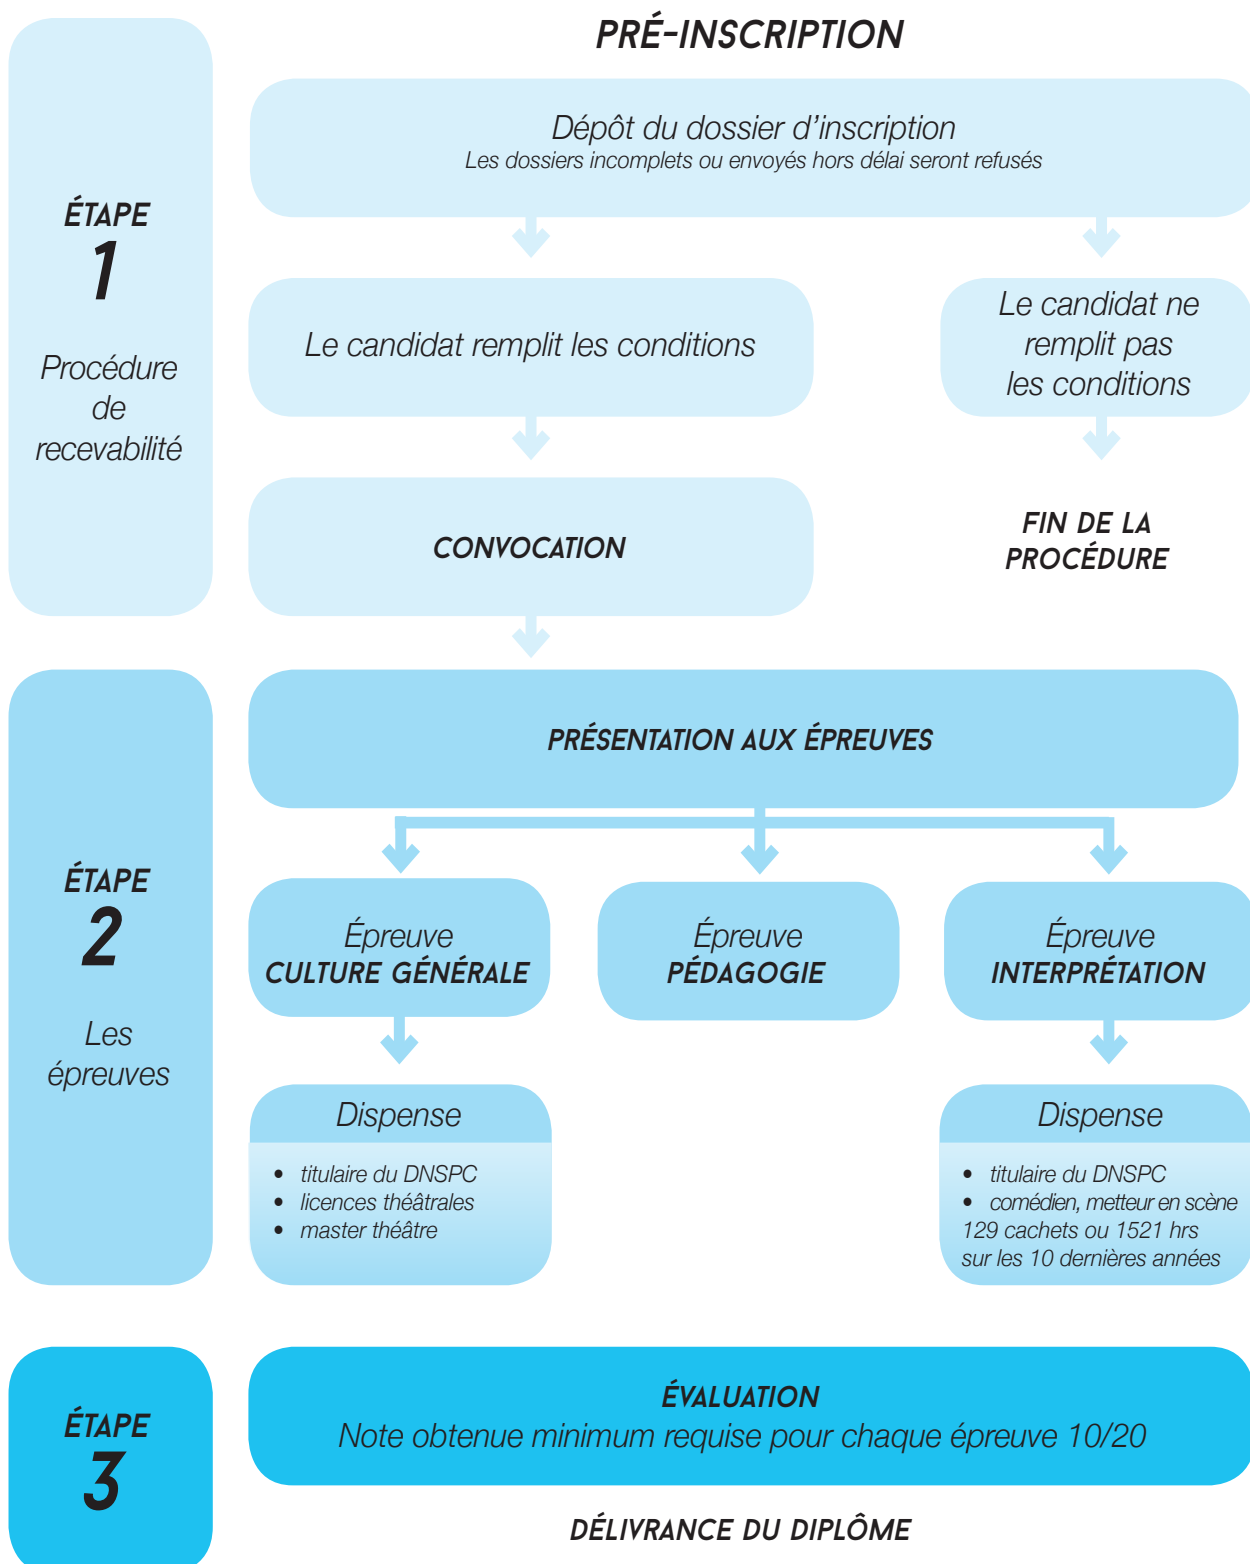 PRÉ-INSCRIPTION
ÉTAPE
1
Procédure
de
recevabilité
Dépôt du dossier d'inscription
Les dossiers incomplets ou envoyés hors délai seront refusés
Le candidat remplit les conditions
Le candidat ne
remplit pas
les conditions
CONVOCATION
FIN DE LA
PROCÉDURE
ÉTAPE
2
Les
épreuves
PRÉSENTATION AUX ÉPREUVES
Épreuve
CULTURE GÉNÉRALE
Épreuve
PÉDAGOGIE
Épreuve
INTERPRÉTATION
Dispense
• titulaire du DNSPC
• licences théâtrales
• master théâtre
Dispense
• titulaire du DNSPC
• comédien, metteur en scène
129 cachets ou 1521 hrs
sur les 10 dernières années
ÉTAPE
3
ÉVALUATION
Note obtenue minimum requise pour chaque épreuve 10/20
DÉLIVRANCE DU DIPLÔME